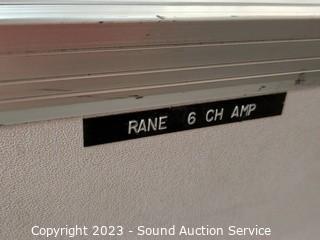 RANE 6 CH AMP
Copyright 2023 - Sound Auction Service